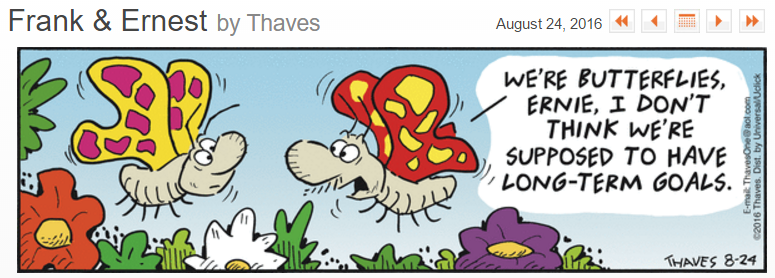 Frank & Ernest by Thaves
August 24, 2016
WE'RE BUTTERFLIES,
ERNIE, I DON'T
THINK WE'RE
SUPPOSED TO HAVE
LONG-TERM GOALS.
E-mail: ThavesOne@aol.com
©2016 Thaves. Dist. by Universal/Uclick
THAVES 8-24